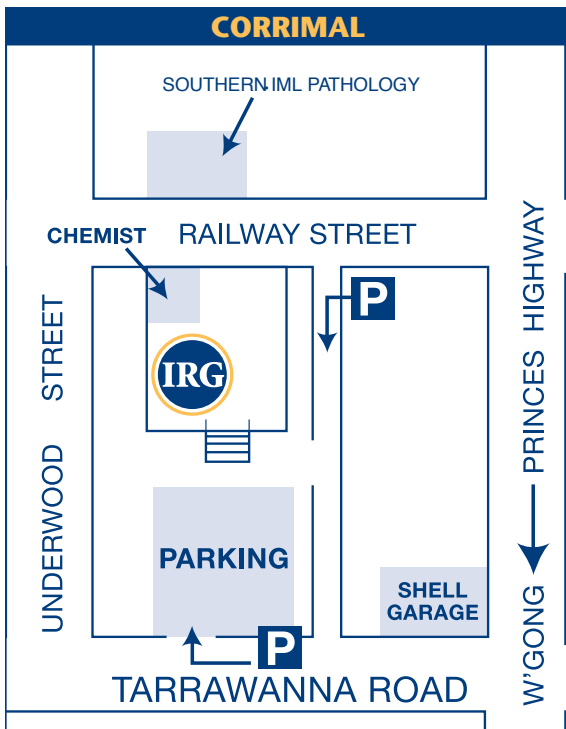 CORRIMAL
SOUTHERN IML PATHOLOGY
CHEMIST
RAILWAY STREET
P
IRG
UNDERWOOD STREET
PRINCES HIGHWAY
PARKING
SHELL
GARAGE
W'GONG
P
TARRAWANNA ROAD